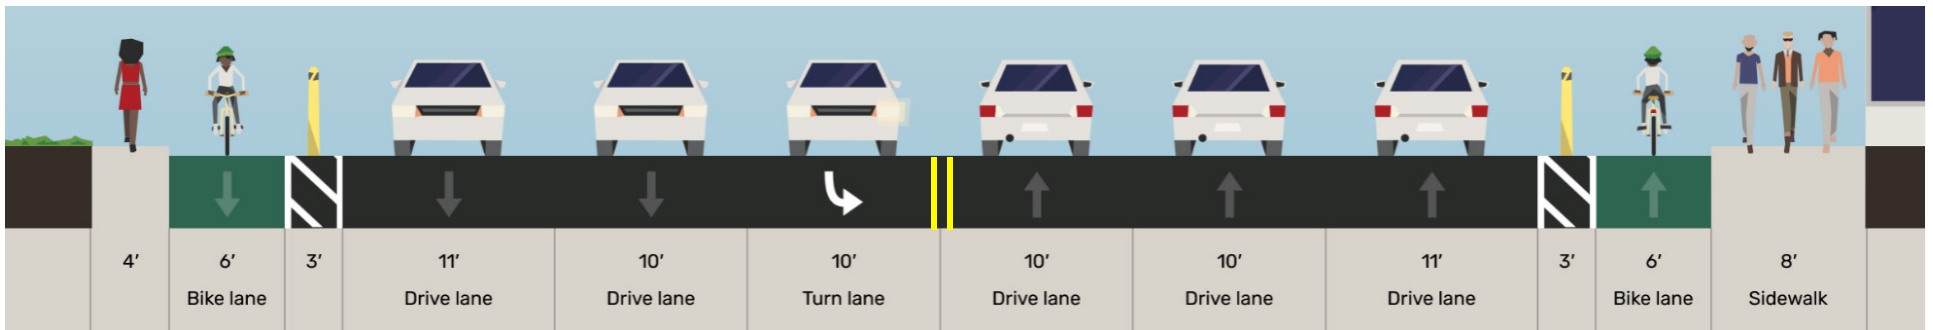 4′ 6′ 3′ 11′ 10′ 10′ 10′ 10′ 11′ 3′ 6′ 8′
Bike lane Drive lane Drive lane Turn lane Drive lane Drive lane Drive lane Bike lane Sidewalk